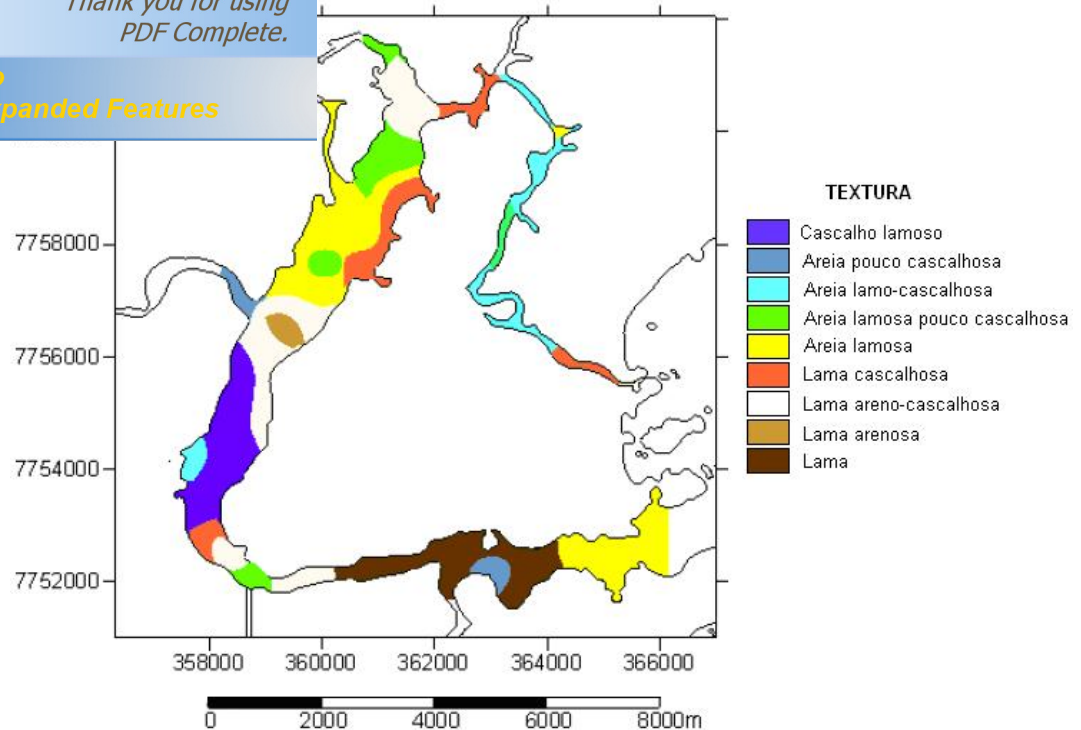 Thank you for using
PDF Complete.
Expanded Features
7758000
7756000
7754000
7752000
358000 360000 362000 364000 366000
0 2000 4000 6000 8000m
TEXTURA
Cascalho lamoso
Areia pouco cascalhosa
Areia lamo-cascalhosa
Areia lamosa pouco cascalhosa
Areia lamosa
Lama cascalhosa
Lama areno-cascalhosa
Lama arenosa
Lama